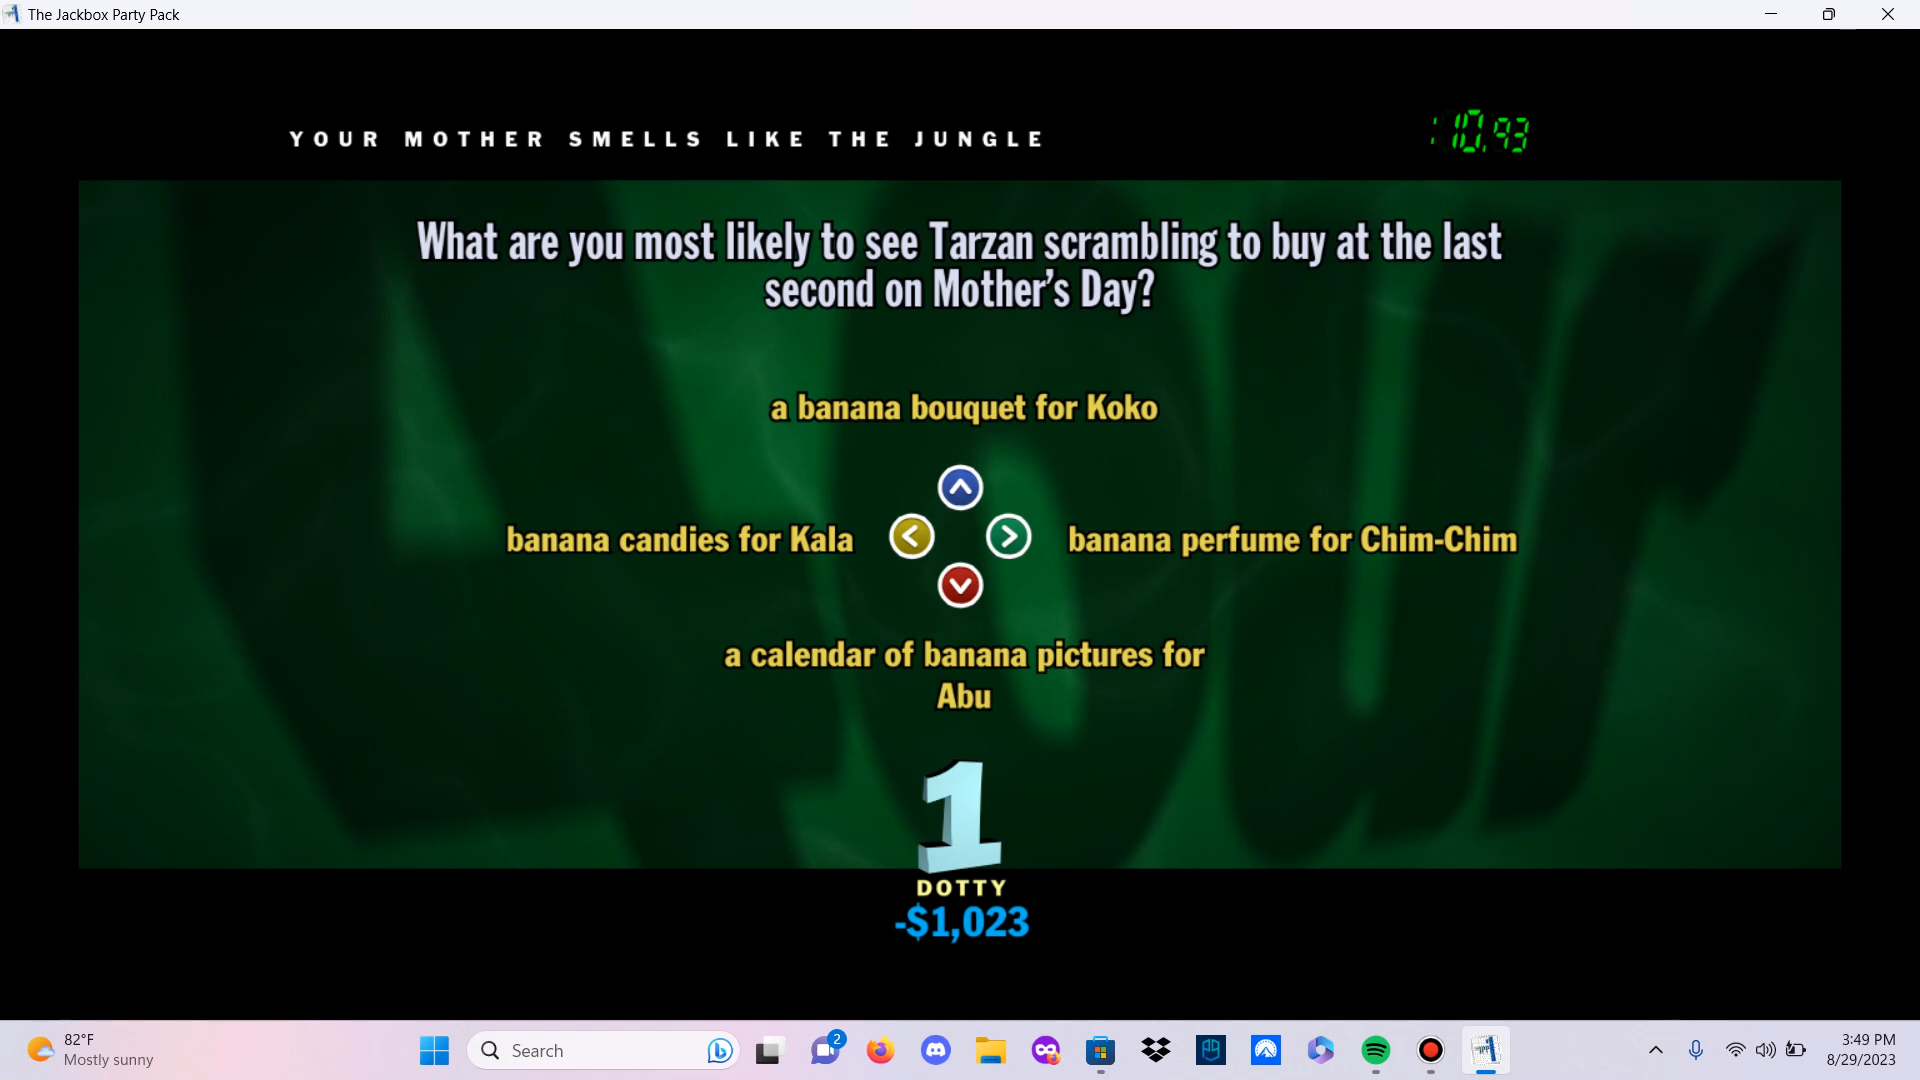 The Jackbox Party Pack
YOUR MOTHER SMELLS LIKE THE JUNGLE
:10.93
What are you most likely to see Tarzan scrambling to buy at the last
second on Mother's Day?
a banana bouquet for Koko
banana candies for Kala
banana perfume for Chim-Chim
a calendar of banana pictures for
Abu
1
DOTTY
-$1,023
82°F
Mostly sunny
Search
2
3:49 PM
8/29/2023